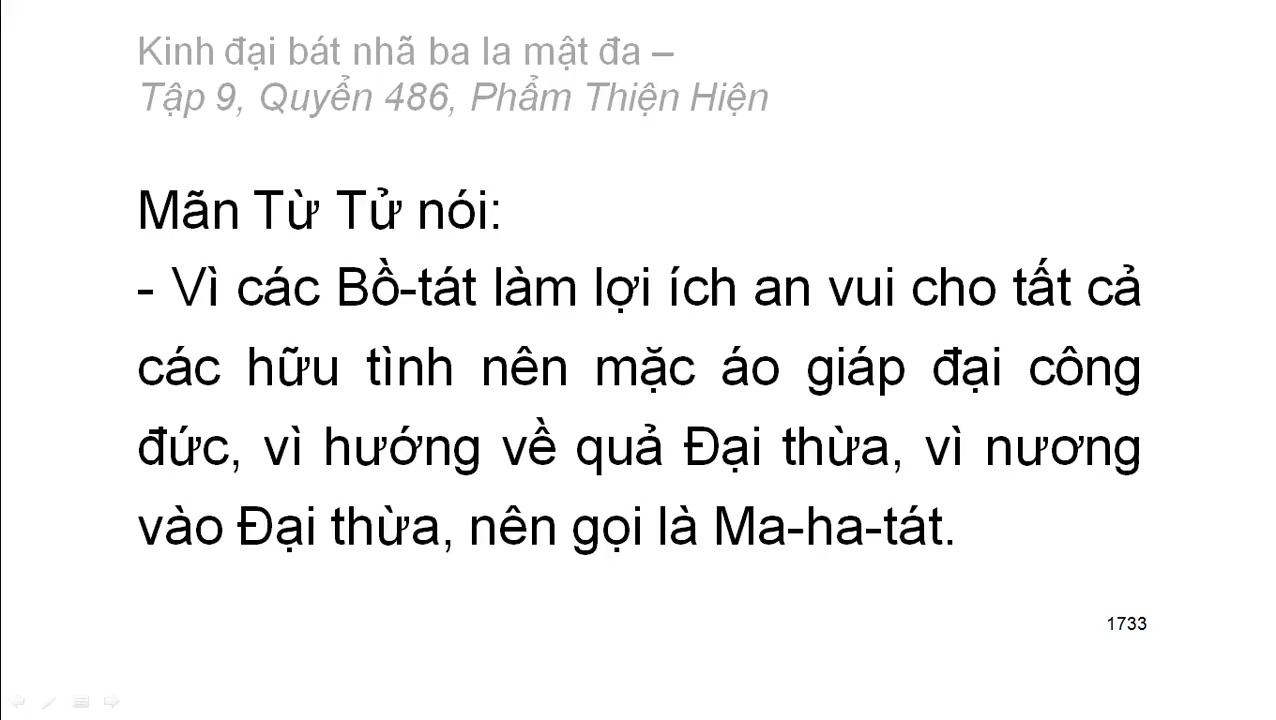 Kinh đại bát nhã ba la mật đa –
Tập 9, Quyển 486, Phẩm Thiện Hiện
Mãn Từ Tử nói:
- Vì các Bồ-tát làm lợi ích an vui cho tất cả
các hữu tình nên mặc áo giáp đại công
đức, vì hướng về quả Đại thừa, vì nương
vào Đại thừa, nên gọi là Ma-ha-tát.
1733